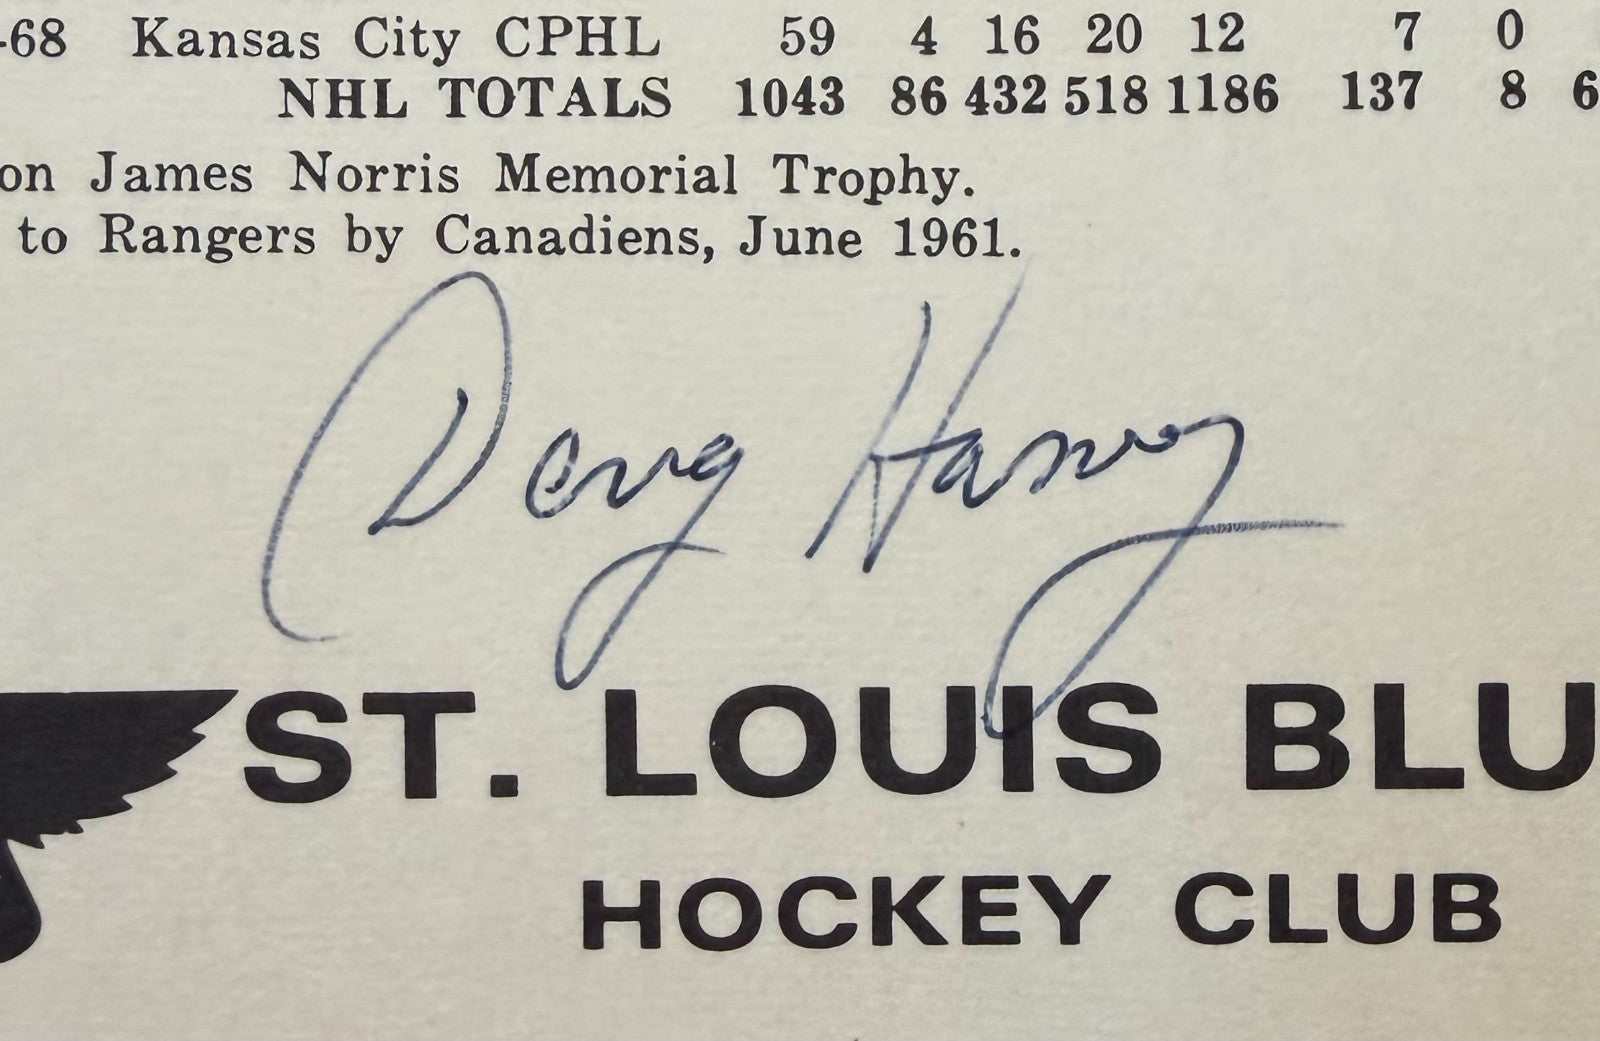 -68 Kansas City CPHL 59 4 16 20 12 7 0
NHL TOTALS 1043 86 432 518 1186 137 8 6
on James Norris Memorial Trophy.
to Rangers by Canadiens, June 1961.
Doug Harvey
ST. LOUIS BLU
HOCKEY CLUB